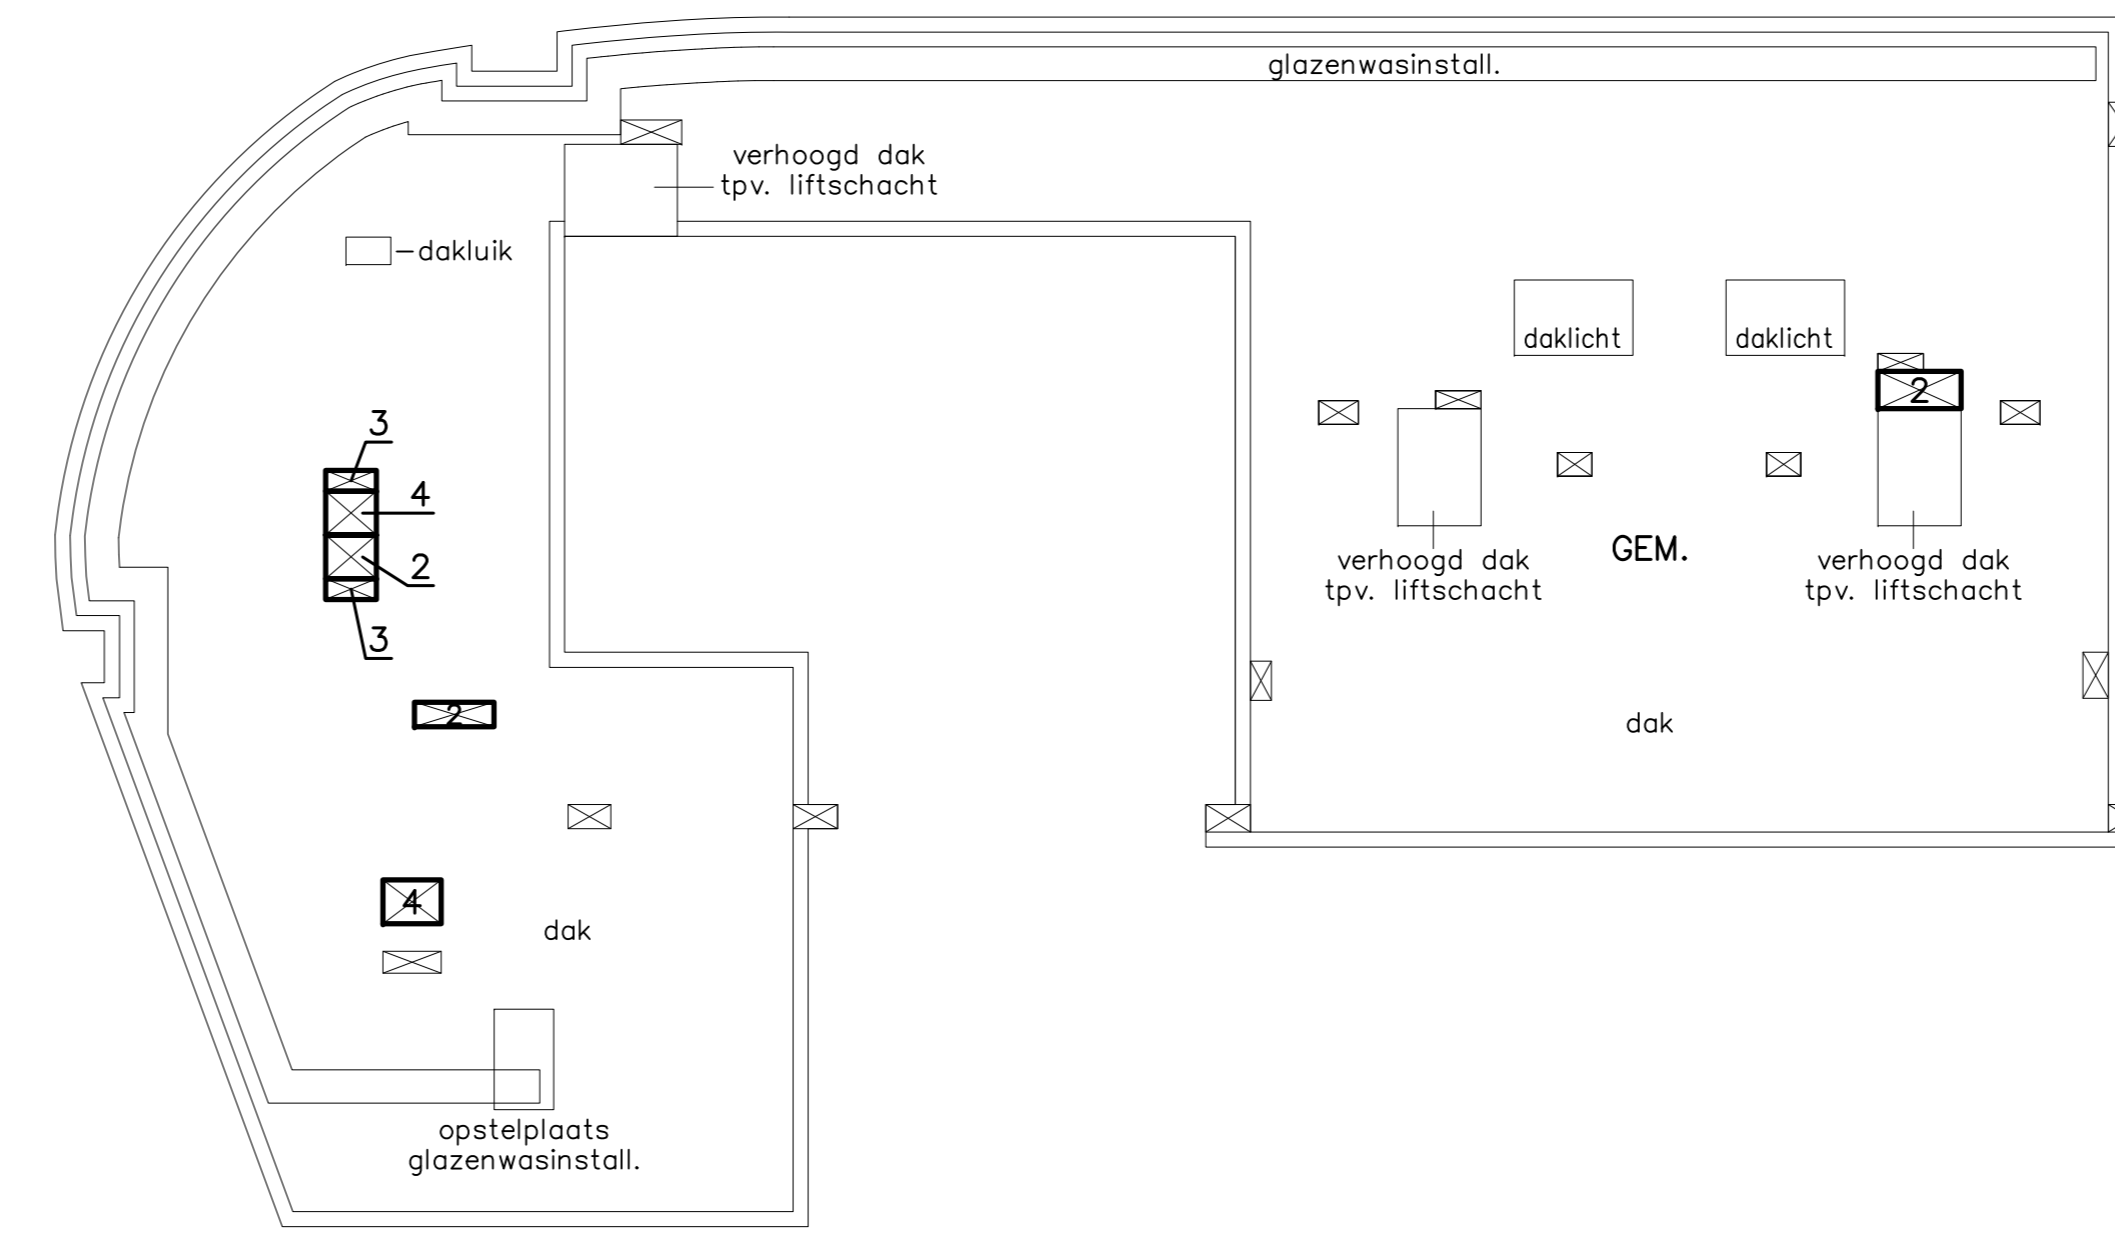 glazenwasinstall.
verhoogd dak
tpv. liftschacht
dakluik
daklicht
daklicht
2
3
4
2
3
GEM.
verhoogd dak
tpv. liftschacht
verhoogd dak
tpv. liftschacht
2
dak
4
dak
opstelplaats
glazenwasinstall.